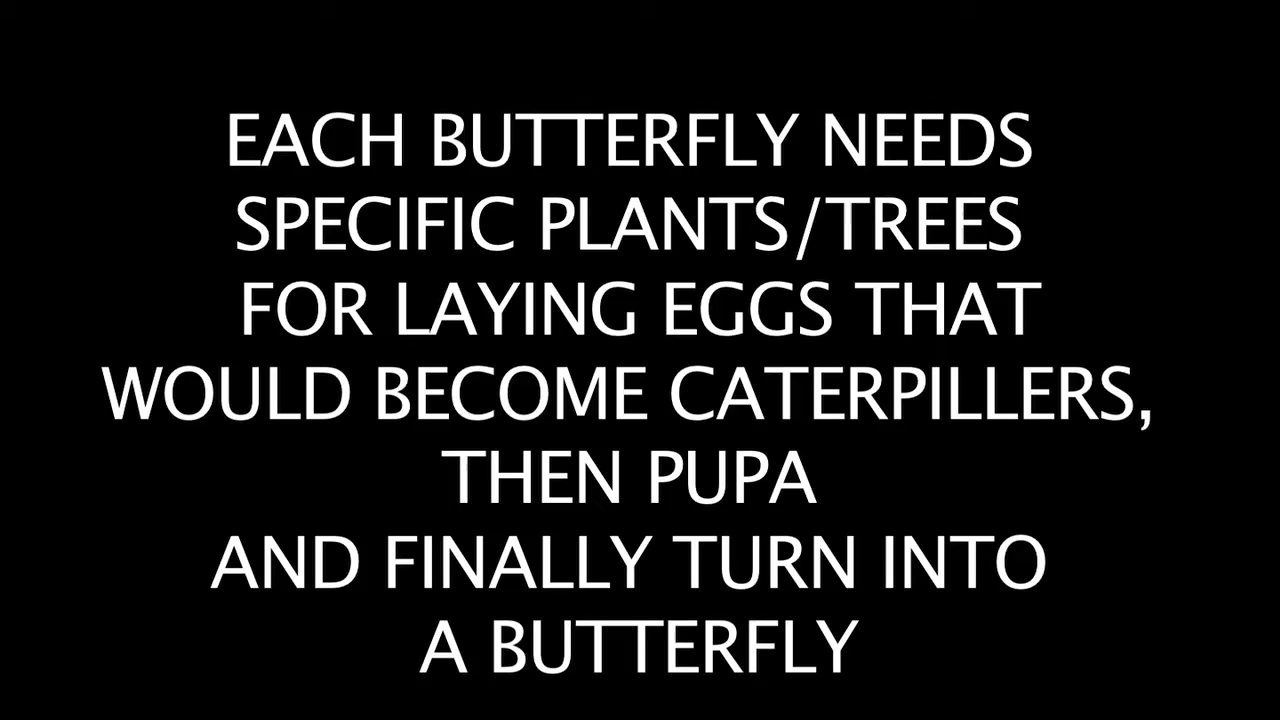 EACH BUTTERFLY NEEDS
SPECIFIC PLANTS/TREES
FOR LAYING EGGS THAT
WOULD BECOME CATERPILLERS,
THEN PUPA
AND FINALLY TURN INTO
A BUTTERFLY